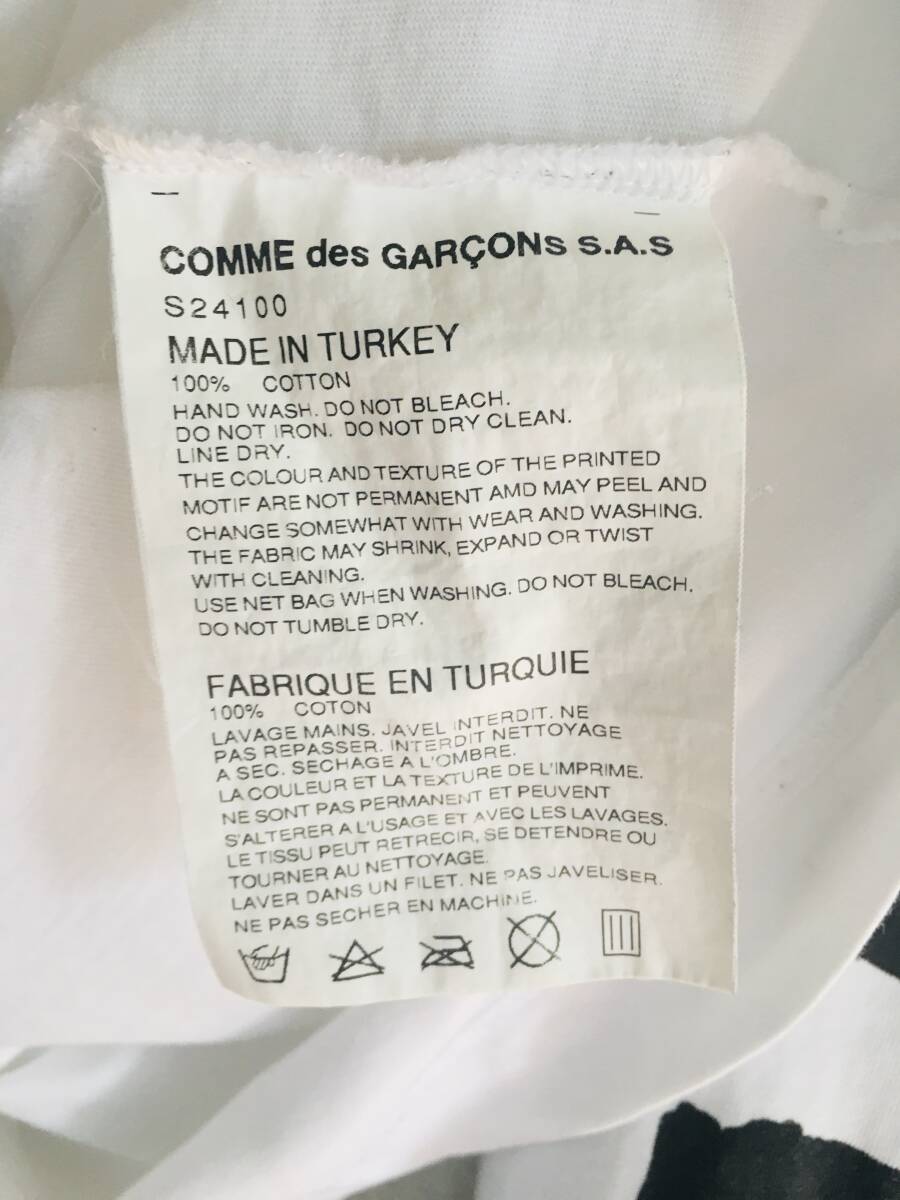 COMME des GARÇONS S.A.S
S24100
MADE IN TURKEY
100% COTTON
HAND WASH. DO NOT BLEACH.
DO NOT IRON. DO NOT DRY CLEAN.
LINE DRY.
THE COLOUR AND TEXTURE OF THE PRINTED
MOTIF ARE NOT PERMANENT AMD MAY PEEL AND
CHANGE SOMEWHAT WITH WEAR AND WASHING.
THE FABRIC MAY SHRINK, EXPAND OR TWIST
WITH CLEANING.
USE NET BAG WHEN WASHING. DO NOT BLEACH.
DO NOT TUMBLE DRY.
FABRIQUE EN TURQUIE
100% COTON
LAVAGE MAINS. JAVEL INTERDIT. NE
PAS REPASSER. INTERDIT NETTOYAGE
A SEC. SECHAGE A L'OMBRE.
LA COULEUR ET LA TEXTURE DE L'IMPRIME.
NE SONT PAS PERMANENT ET PEUVENT
S'ALTERER A L'USAGE ET AVEC LES LAVAGES.
LE TISSU PEUT RETRECIR, SE DETENDRE OU
TOURNER AU NETTOYAGE.
LAVER DANS UN FILET. NE PAS JAVELISER.
NE PAS SECHER EN MACHINE.